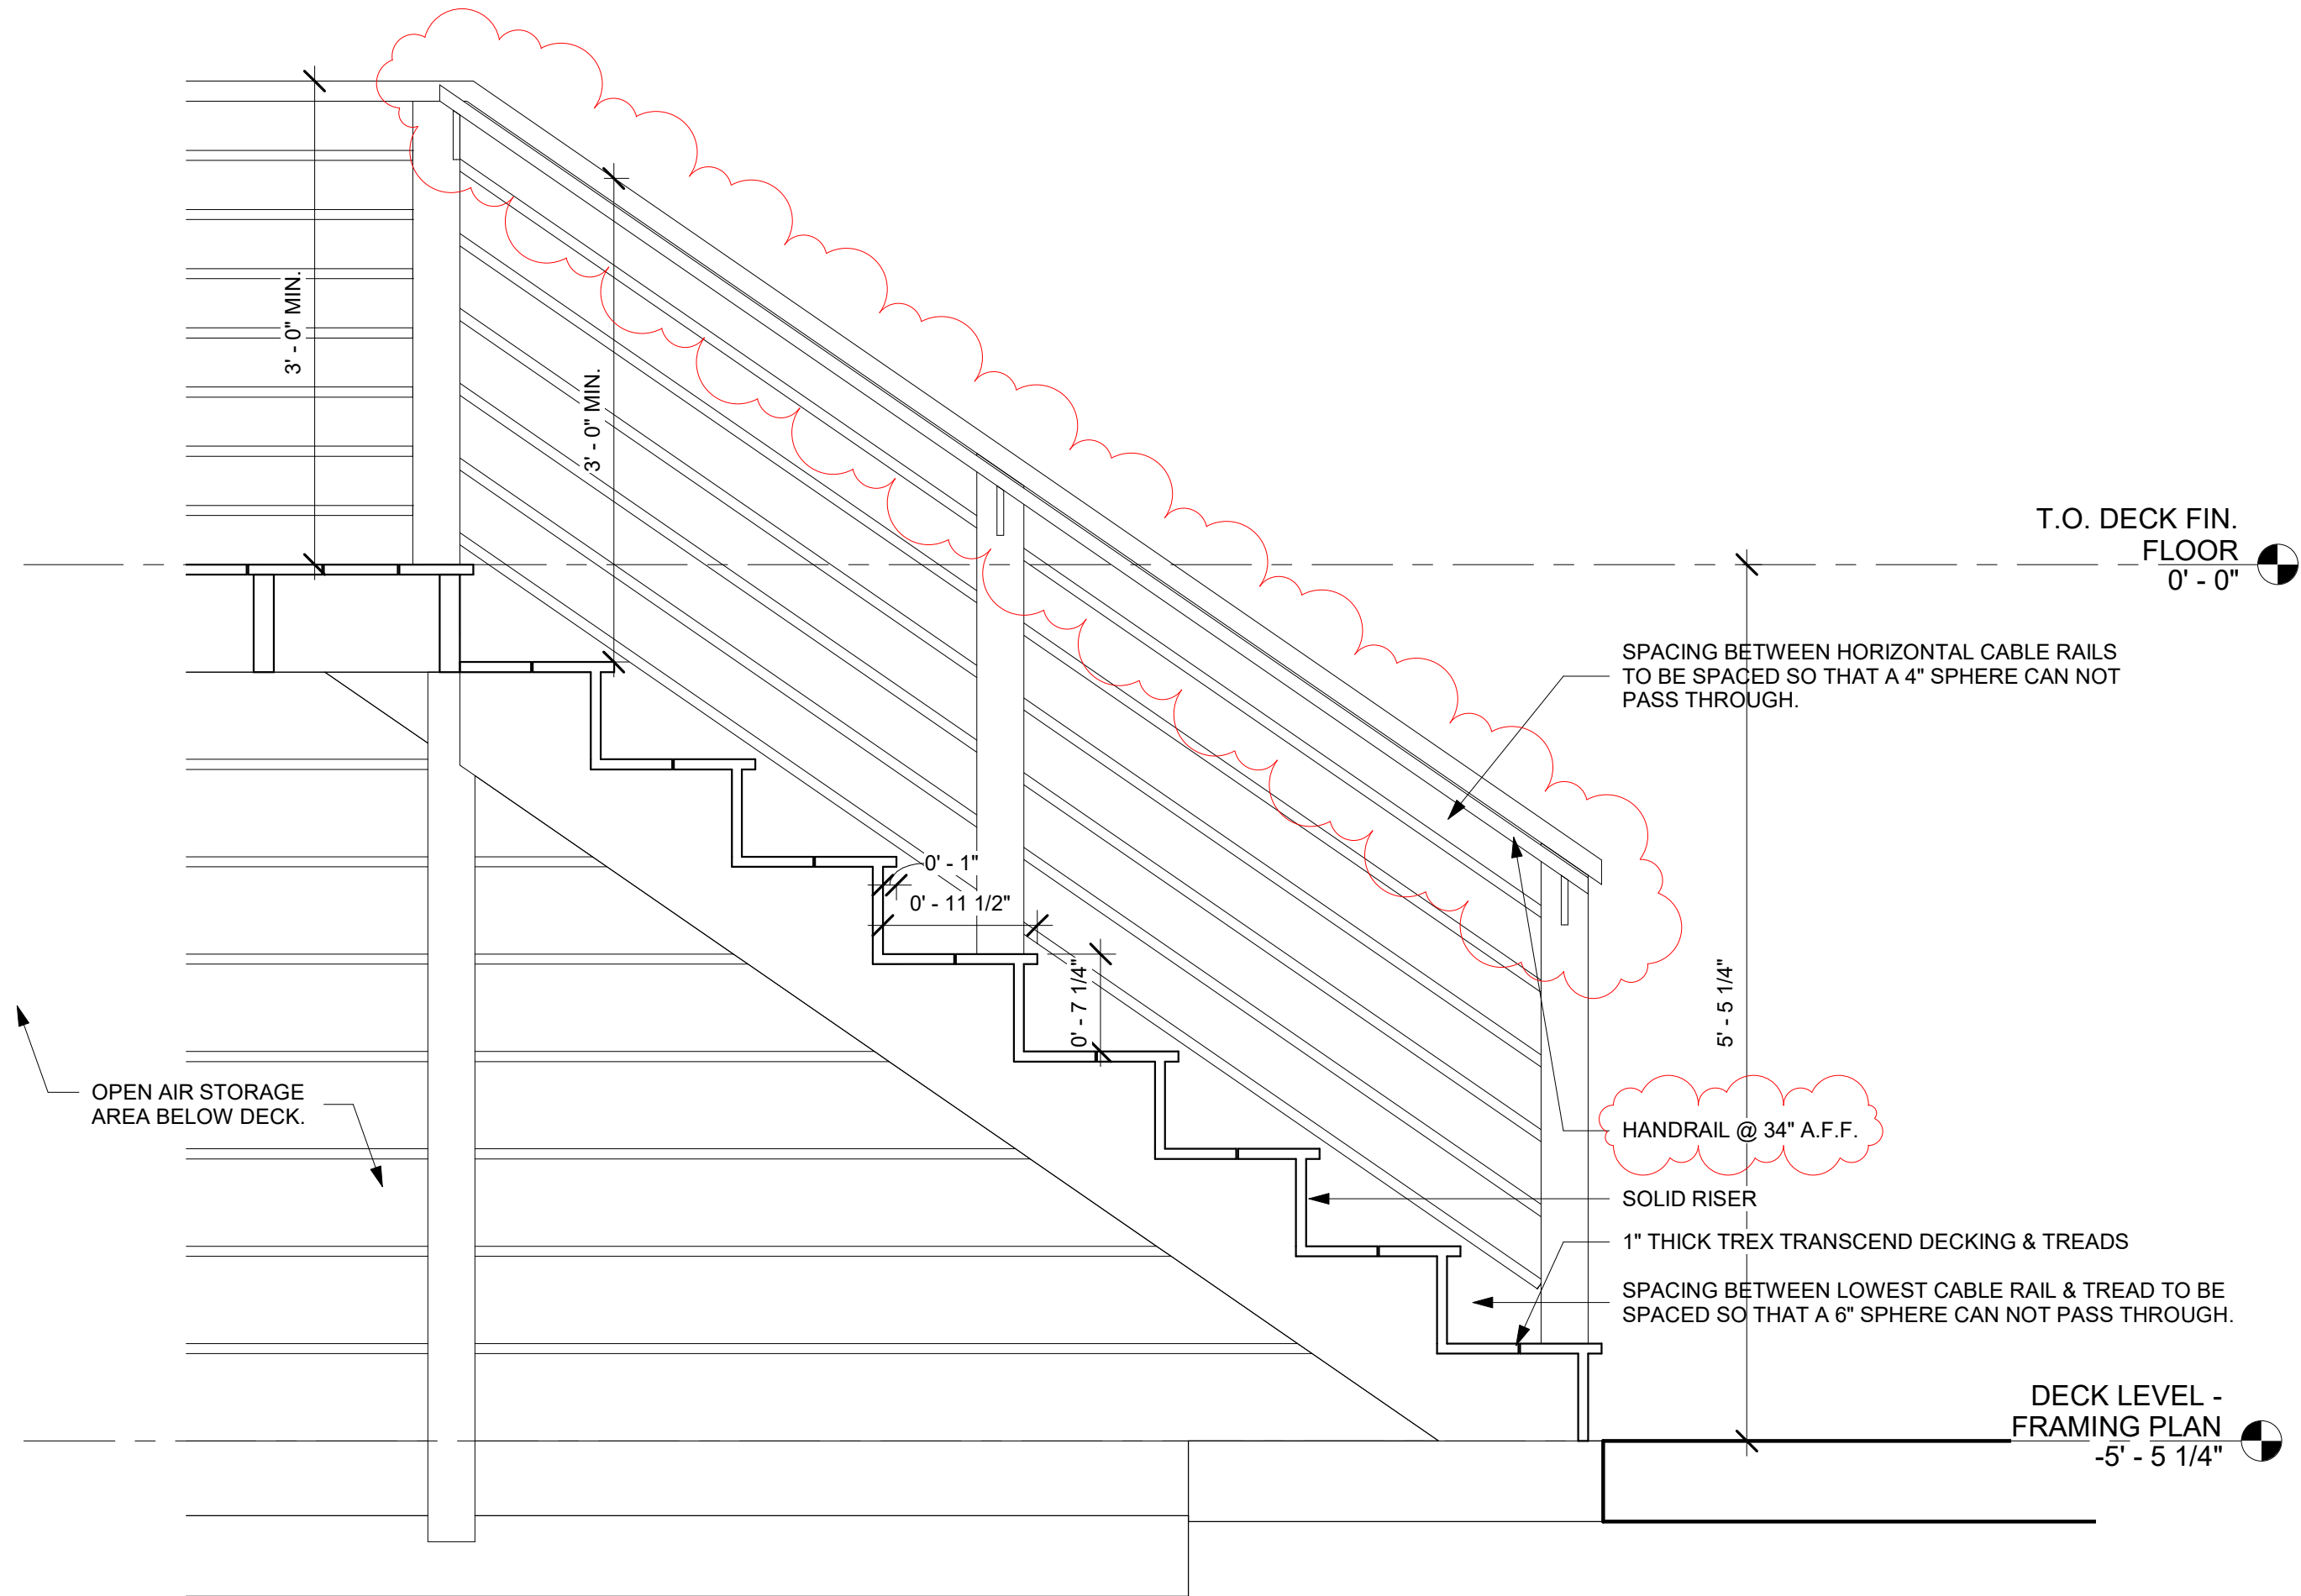 3' - 0" MIN.
3' - 0" MIN.
T.O. DECK FIN.
FLOOR
0' - 0"
SPACING BETWEEN HORIZONTAL CABLE RAILS
TO BE SPACED SO THAT A 4" SPHERE CAN NOT
PASS THROUGH.
0' - 1"
0' - 11 1/2"
0' - 7 1/4"
5' - 5 1/4"
OPEN AIR STORAGE
AREA BELOW DECK.
HANDRAIL @ 34" A.F.F.
SOLID RISER
1" THICK TREX TRANSCEND DECKING & TREADS
SPACING BETWEEN LOWEST CABLE RAIL & TREAD TO BE
SPACED SO THAT A 6" SPHERE CAN NOT PASS THROUGH.
DECK LEVEL -
FRAMING PLAN
-5' - 5 1/4"